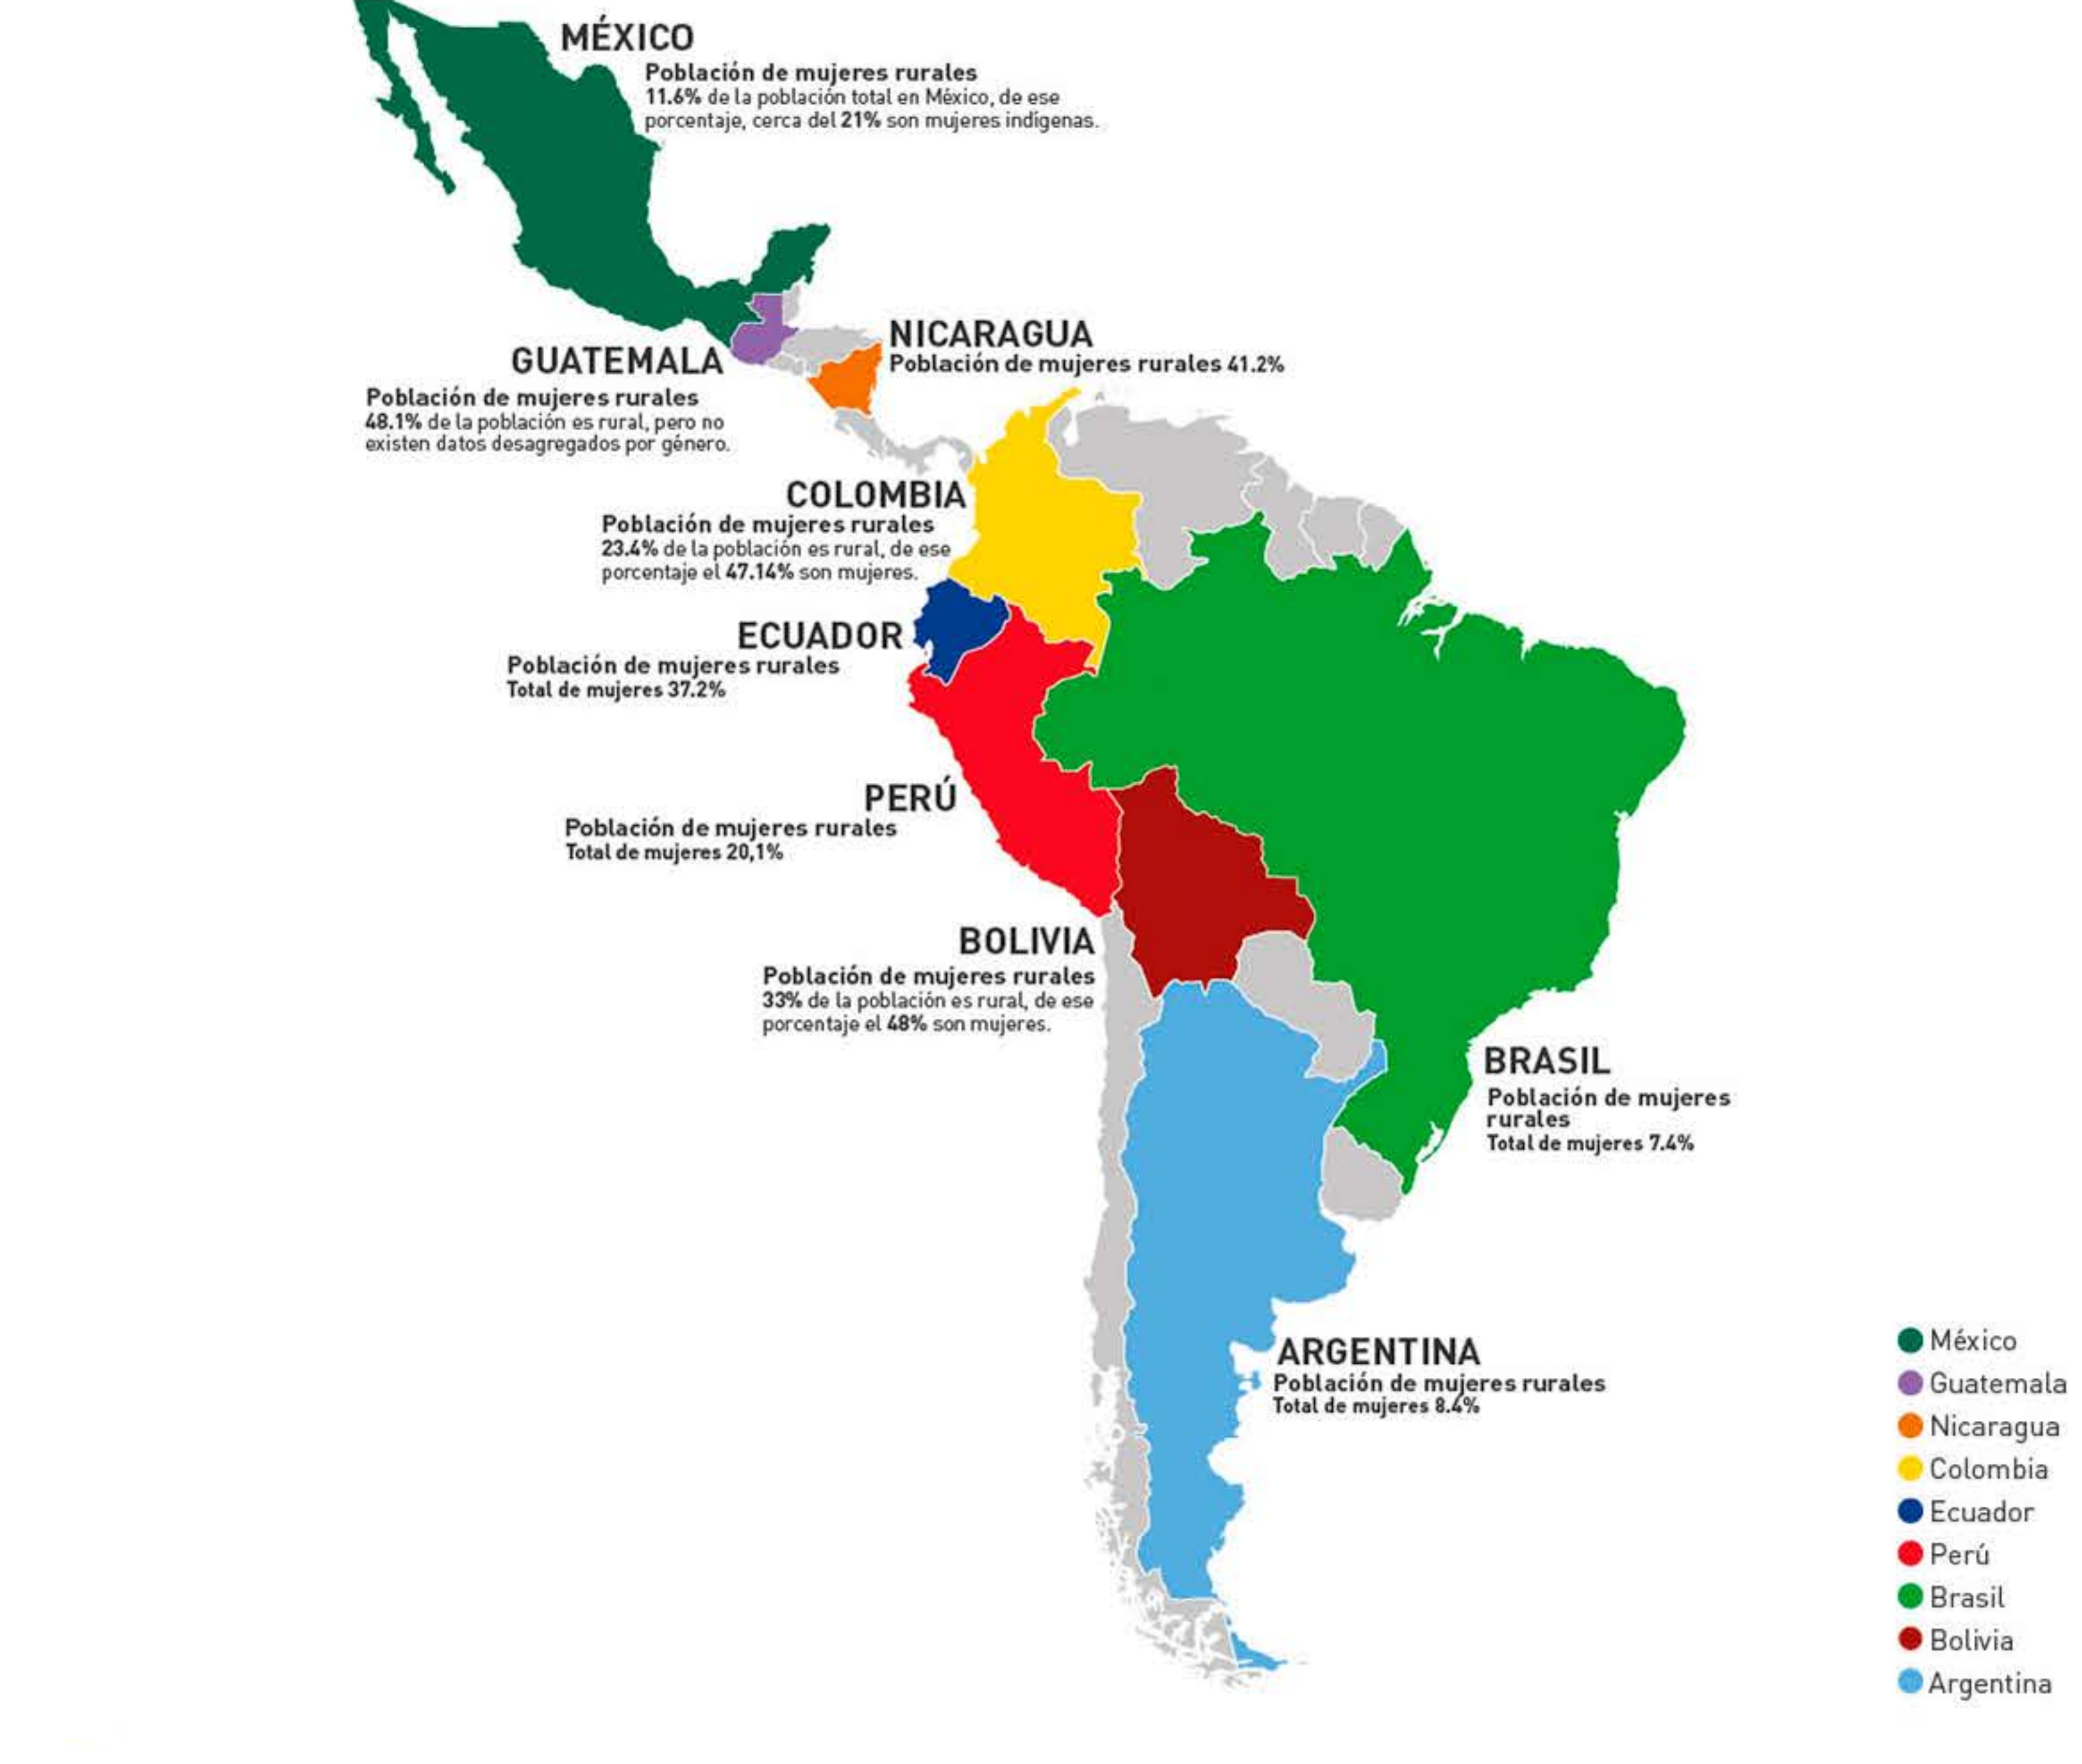 MÉXICO
Población de mujeres rurales
11.6% de la población total en México, de ese
porcentaje, cerca del 21% son mujeres indígenas.
NICARAGUA
Población de mujeres rurales 41.2%
GUATEMALA
Población de mujeres rurales
48.1% de la población es rural, pero no
existen datos desagregados por género.
COLOMBIA
Población de mujeres rurales
23.4% de la población es rural, de ese
porcentaje el 47.14% son mujeres.
ECUADOR
Población de mujeres rurales
Total de mujeres 37.2%
PERÚ
Población de mujeres rurales
Total de mujeres 20,1%
BOLIVIA
Población de mujeres rurales
33% de la población es rural, de ese
porcentaje el 48% son mujeres.
BRASIL
Población de mujeres
rurales
Total de mujeres 7.4%
ARGENTINA
Población de mujeres rurales
Total de mujeres 8.4%
México
Guatemala
Nicaragua
Colombia
Ecuador
Perú
Brasil
Bolivia
Argentina